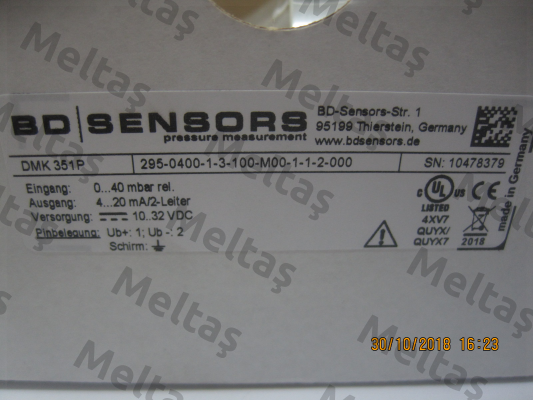 BD|SENSORS
pressure measurement
BD-Sensors-Str. 1
95199 Thierstein, Germany
www.bdsensors.de
DMK 351P
295-0400-1-3-100-M00-1-1-2-000
SN: 10478379
Eingang: 0...40 mbar rel.
Ausgang: 4...20 mA/2-Leiter
Versorgung: 10..32 VDC
Pinbelegung: Ub+: 1; Ub -: 2
Schirm:
c UL US CE
LISTED
4XV7
QUYX/
QUYX7
2018
made in Germany
30/10/2018 16:23
Meltaş
Meltaş
Meltaş
Meltaş
Meltaş
Meltaş
Meltaş
Meltaş
Meltaş